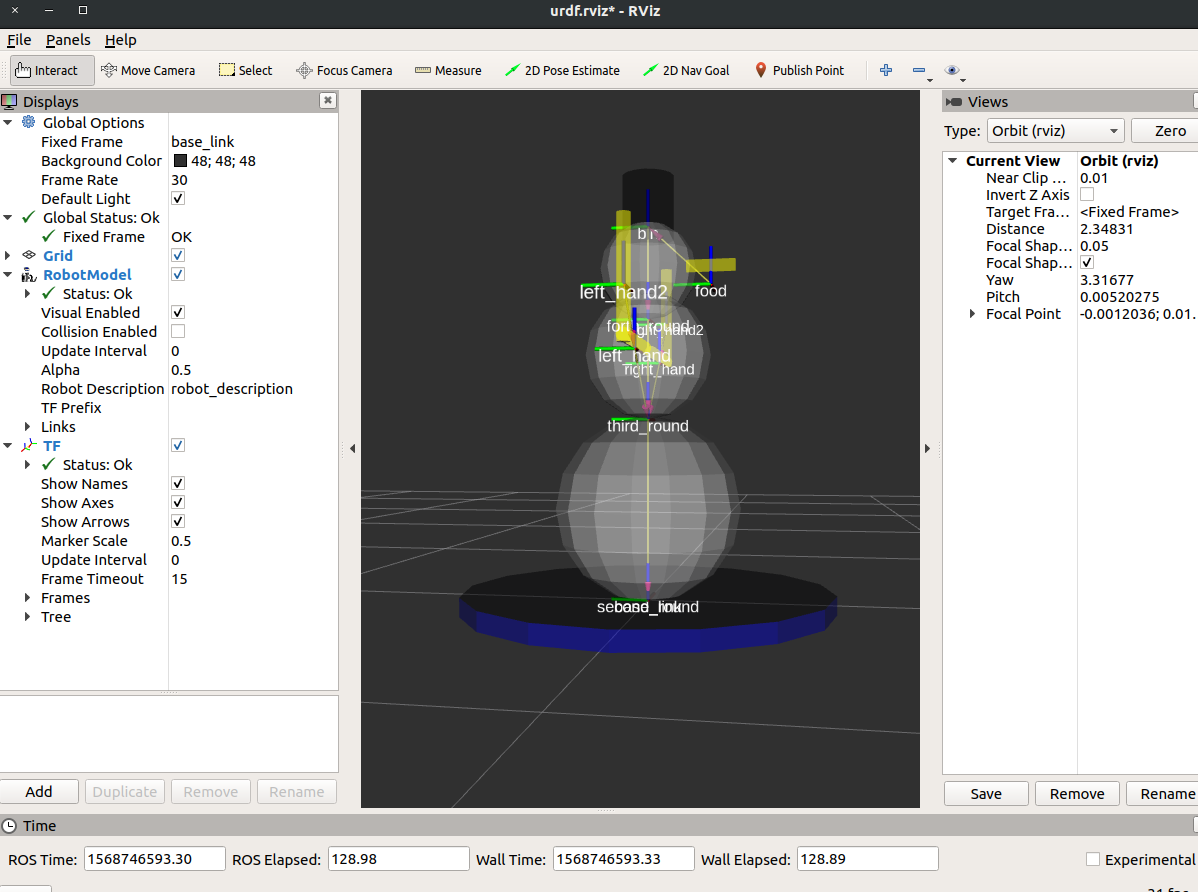 urdf.rviz* - RViz
File Panels Help
Interact Move Camera Select Focus Camera Measure 2D Pose Estimate 2D Nav Goal Publish Point
Displays
Global Options
Fixed Frame base_link
Background Color 48; 48; 48
Frame Rate 30
Default Light
Global Status: Ok
Fixed Frame OK
Grid
RobotModel
Status: Ok
Visual Enabled
Collision Enabled
Update Interval 0
Alpha 0.5
Robot Description robot_description
TF Prefix
Links
TF
Status: Ok
Show Names
Show Axes
Show Arrows
Marker Scale 0.5
Update Interval 0
Frame Timeout 15
Frames
Tree
Add Duplicate Remove Rename
left_hand2 food
left_hand
right_hand
third_round
base_link
Views
Type: Orbit (rviz) Zero
Current View Orbit (rviz)
Near Clip ... 0.01
Invert Z Axis
Target Fra... <Fixed Frame>
Distance 2.34831
Focal Shap... 0.05
Focal Shap...
Yaw 3.31677
Pitch 0.00520275
Focal Point -0.0012036; 0.01.
Save Remove Rename
Time
ROS Time: 1568746593.30 ROS Elapsed: 128.98 Wall Time: 1568746593.33 Wall Elapsed: 128.89 Experimental